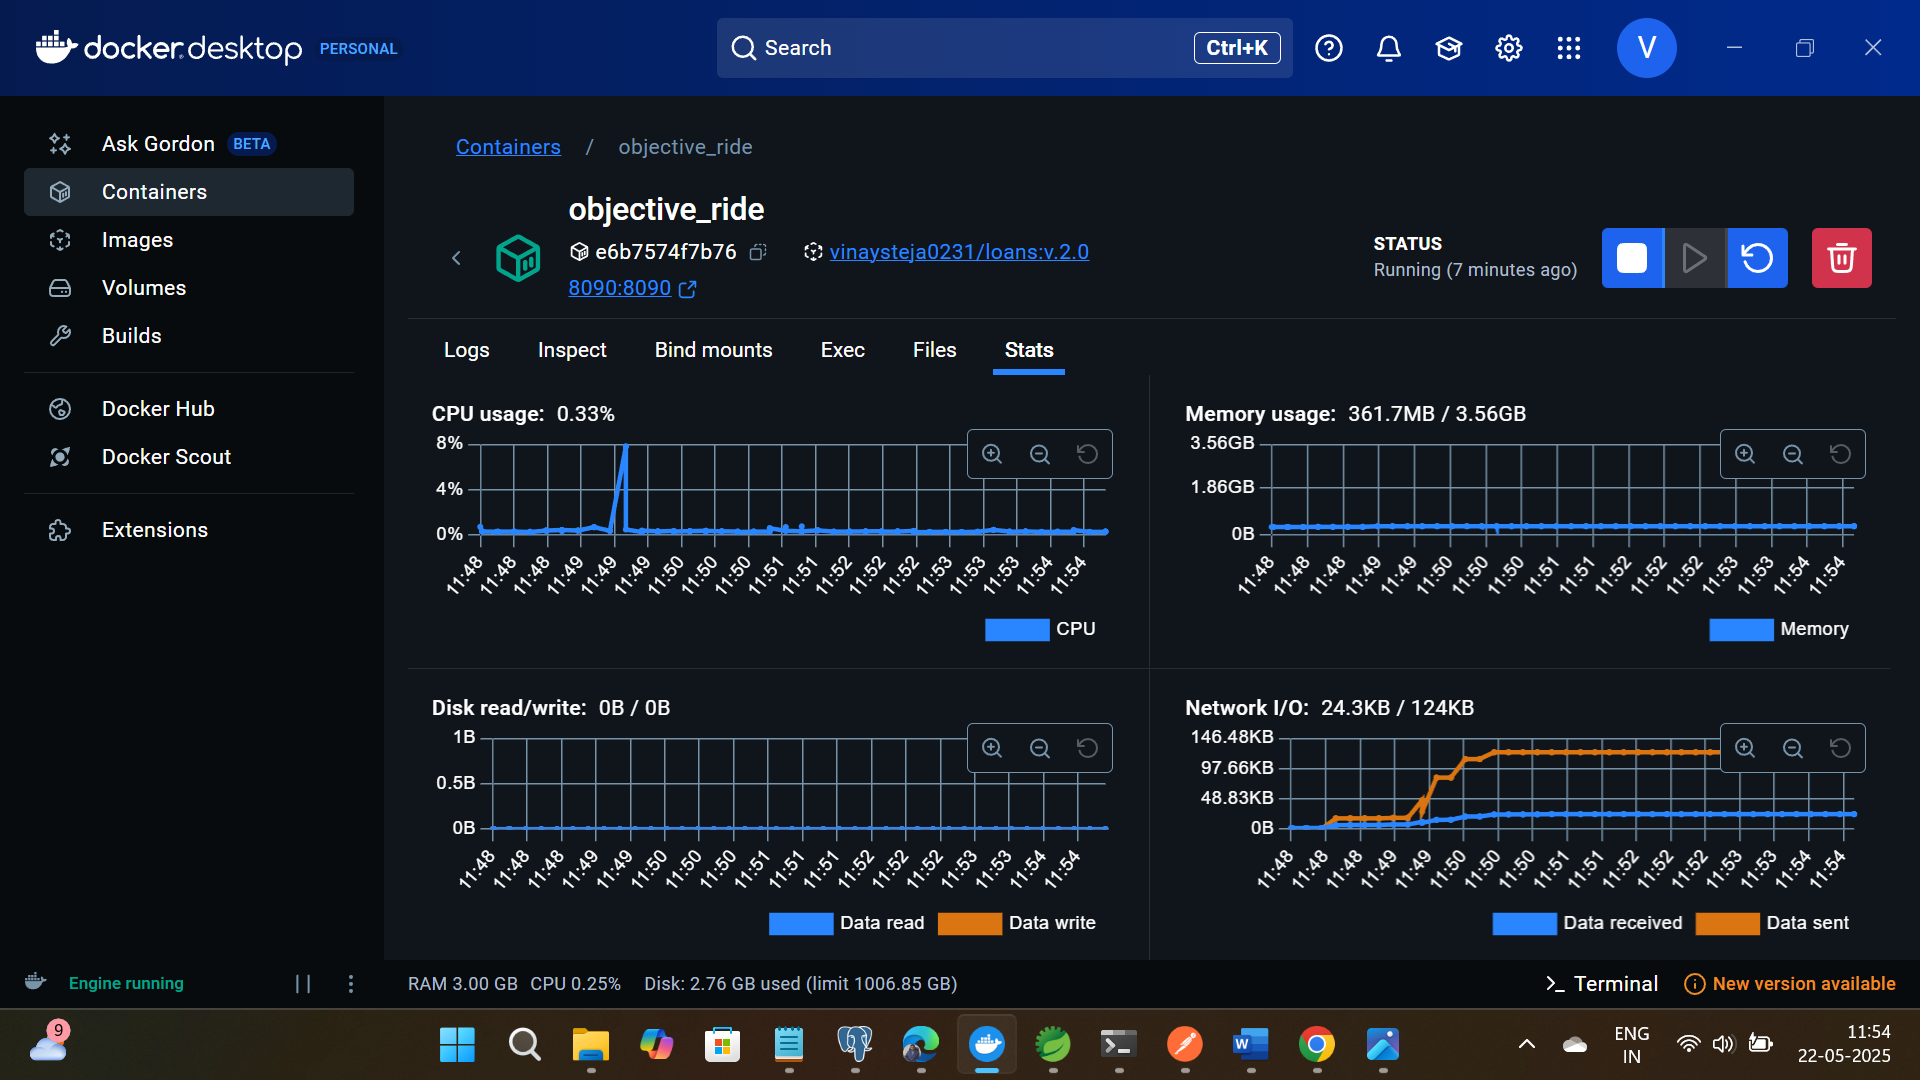 docker desktop PERSONAL
Search Ctrl+K
V
Ask Gordon BETA
Containers
Images
Volumes
Builds
Docker Hub
Docker Scout
Extensions
Containers / objective_ride
objective_ride
e6b7574f7b76 vinaysteja0231/loans:v.2.0
8090:8090
STATUS
Running (7 minutes ago)
Logs Inspect Bind mounts Exec Files Stats
CPU usage: 0.33%
8%
4%
0%
11:48 11:48 11:48 11:49 11:49 11:49 11:50 11:50 11:50 11:51 11:51 11:52 11:52 11:52 11:53 11:53 11:53 11:54 11:54
CPU
Memory usage: 361.7MB / 3.56GB
3.56GB
1.86GB
0B
11:48 11:48 11:48 11:49 11:49 11:50 11:50 11:50 11:51 11:51 11:52 11:52 11:52 11:53 11:53 11:54 11:54
Memory
Disk read/write: 0B / 0B
1B
0.5B
0B
11:48 11:48 11:48 11:49 11:49 11:50 11:50 11:50 11:51 11:51 11:51 11:52 11:52 11:52 11:53 11:53 11:54 11:54
Data read Data write
Network I/O: 24.3KB / 124KB
146.48KB
97.66KB
48.83KB
0B
11:48 11:48 11:48 11:49 11:49 11:50 11:50 11:50 11:51 11:51 11:52 11:52 11:52 11:53 11:53 11:54 11:54
Data received Data sent
Engine running
RAM 3.00 GB CPU 0.25% Disk: 2.76 GB used (limit 1006.85 GB)
>_ Terminal
New version available
9
W
ENG
IN
11:54
22-05-2025